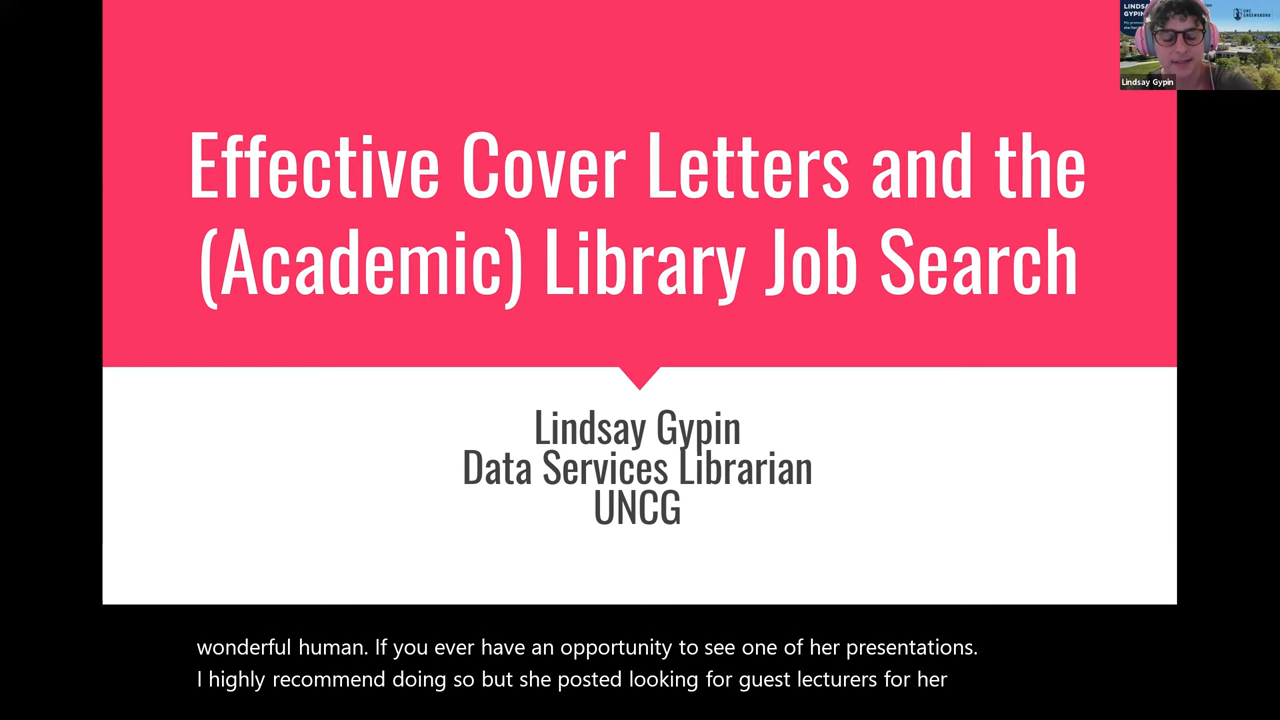 LINDSA
GYPIN
Lindsay Gypin
Effective Cover Letters and the
(Academic) Library Job Search
Lindsay Gypin
Data Services Librarian
UNCG
wonderful human. If you ever have an opportunity to see one of her presentations.
I highly recommend doing so but she posted looking for guest lecturers for her